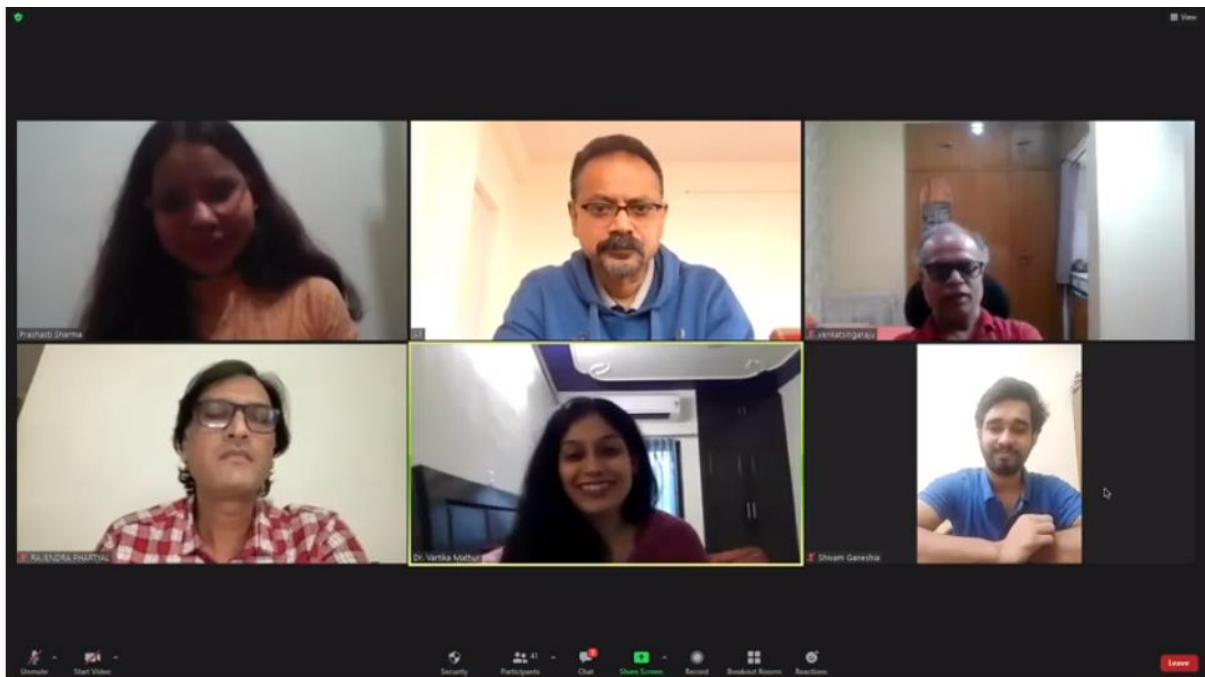 View
Prashasti Sharma
venkatsingaraju
RAJENDRA PHARTYAL
Dr. Vartika Mathur
Shivam Ganeshia
Unmute
Start Video
Security
Participants
41
Chat
Share Screen
Record
Breakout Rooms
Reactions
Leave